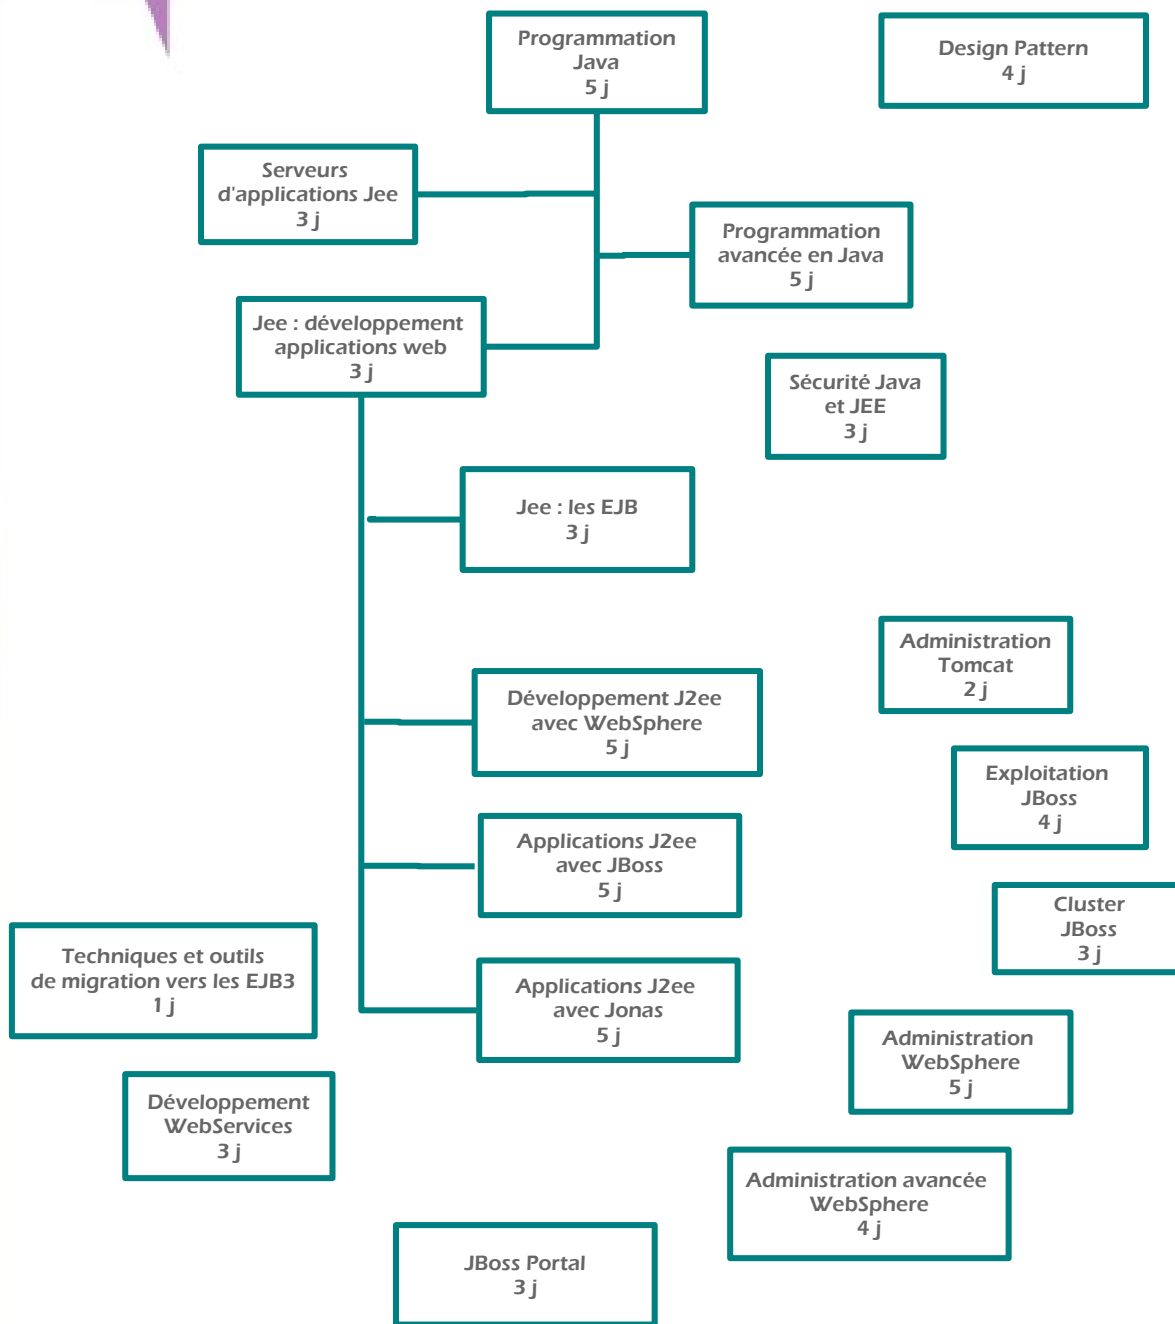 Programmation
Java
5 j
Design Pattern
4 j
Serveurs
d'applications Jee
3 j
Programmation
avancée en Java
5 j
Jee : développement
applications web
3 j
Sécurité Java
et JEE
3 j
Jee : les EJB
3 j
Administration
Tomcat
2 j
Développement J2ee
avec WebSphere
5 j
Exploitation
JBoss
4 j
Applications J2ee
avec JBoss
5 j
Cluster
JBoss
3 j
Techniques et outils
de migration vers les EJB3
1 j
Applications J2ee
avec Jonas
5 j
Administration
WebSphere
5 j
Développement
WebServices
3 j
Administration avancée
WebSphere
4 j
JBoss Portal
3 j